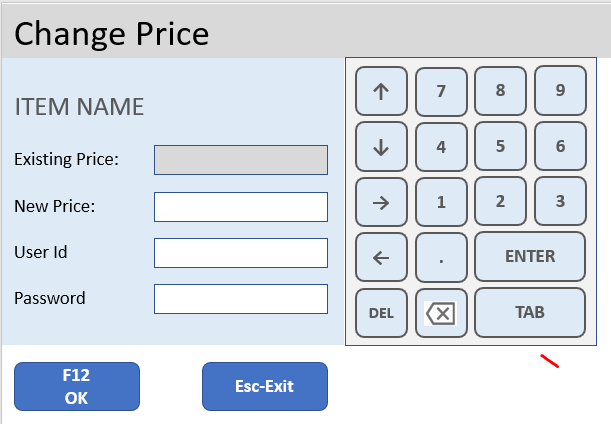 Change Price
ITEM NAME
Existing Price:
New Price:
User Id
Password
↑ 7 8 9
↓ 4 5 6
→ 1 2 3
← . ENTER
DEL ⌫ TAB
F12
OK
Esc-Exit